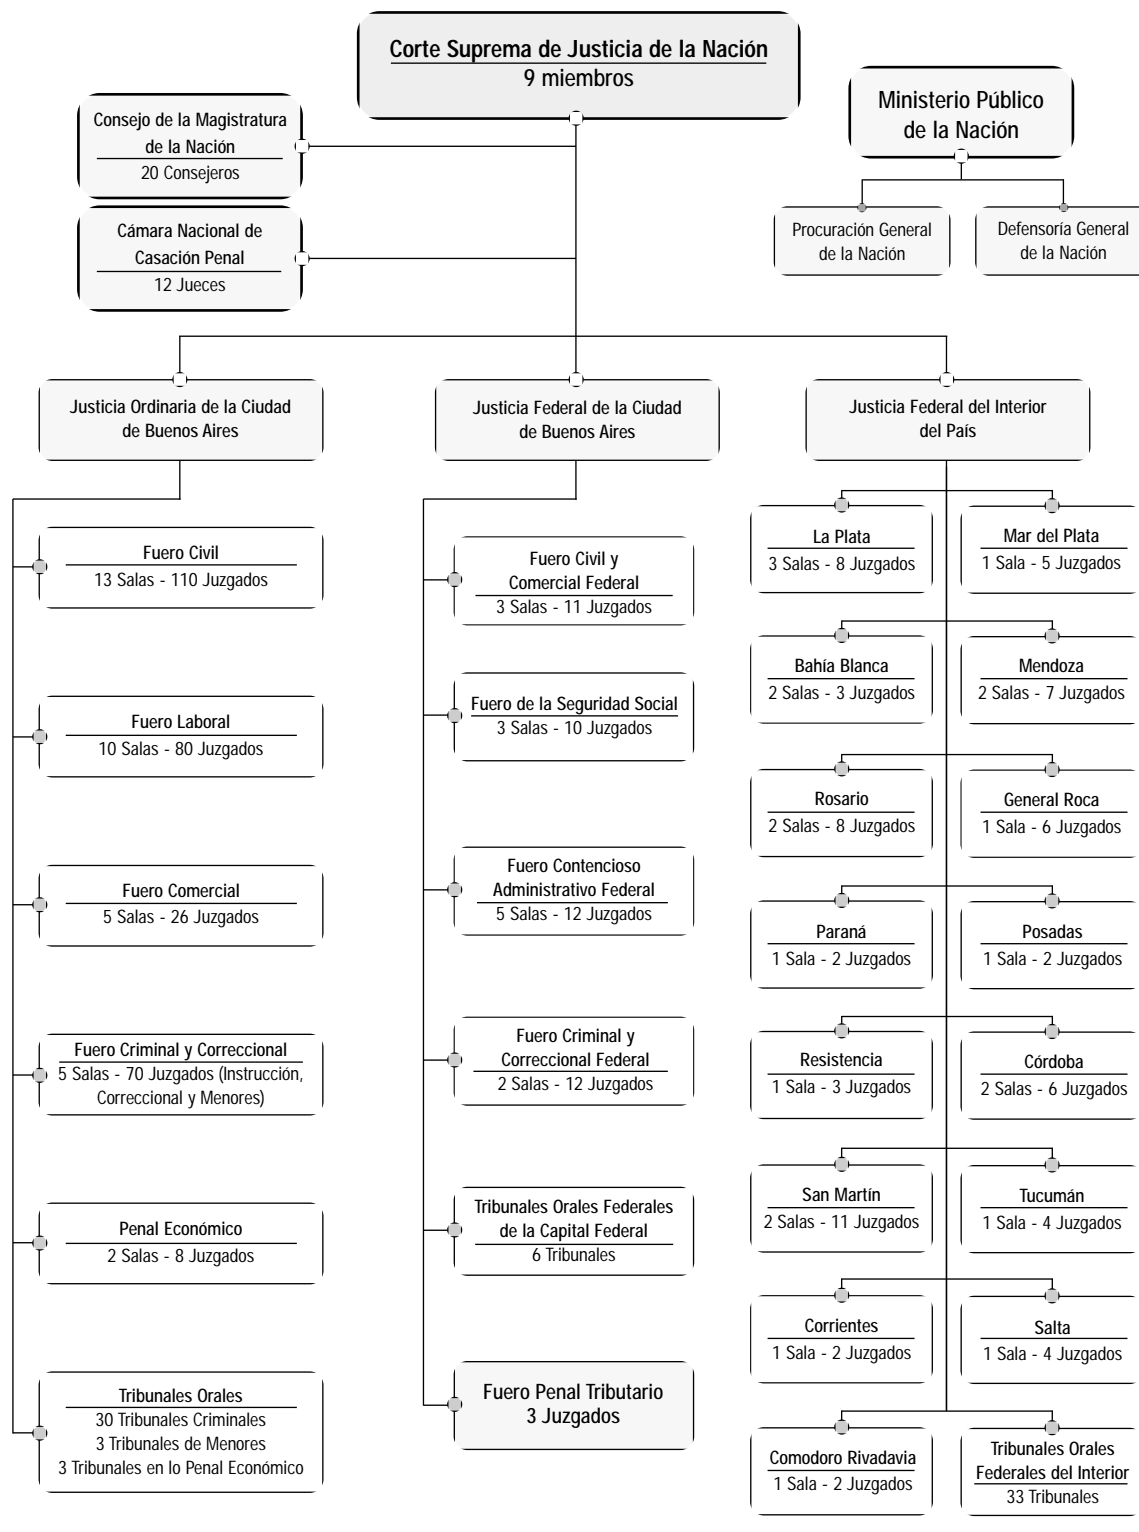 Corte Suprema de Justicia de la Nación
9 miembros
Ministerio Público
de la Nación
Consejo de la Magistratura
de la Nación
20 Consejeros
Cámara Nacional de
Casación Penal
12 Jueces
Procuración General
de la Nación
Defensoría General
de la Nación
Justicia Ordinaria de la Ciudad
de Buenos Aires
Fuero Civil
13 Salas - 110 Juzgados
Fuero Laboral
10 Salas - 80 Juzgados
Fuero Comercial
5 Salas - 26 Juzgados
Fuero Criminal y Correccional
5 Salas - 70 Juzgados (Instrucción,
Correccional y Menores)
Penal Económico
2 Salas - 8 Juzgados
Tribunales Orales
30 Tribunales Criminales
3 Tribunales de Menores
3 Tribunales en lo Penal Económico
Justicia Federal de la Ciudad
de Buenos Aires
Fuero Civil y
Comercial Federal
3 Salas - 11 Juzgados
Fuero de la Seguridad Social
3 Salas - 10 Juzgados
Fuero Contencioso
Administrativo Federal
5 Salas - 12 Juzgados
Fuero Criminal y
Correccional Federal
2 Salas - 12 Juzgados
Tribunales Orales Federales
de la Capital Federal
6 Tribunales
Fuero Penal Tributario
3 Juzgados
Justicia Federal del Interior
del País
La Plata
3 Salas - 8 Juzgados
Mar del Plata
1 Sala - 5 Juzgados
Bahía Blanca
2 Salas - 3 Juzgados
Mendoza
2 Salas - 7 Juzgados
Rosario
2 Salas - 8 Juzgados
General Roca
1 Sala - 6 Juzgados
Paraná
1 Sala - 2 Juzgados
Posadas
1 Sala - 2 Juzgados
Resistencia
1 Sala - 3 Juzgados
Córdoba
2 Salas - 6 Juzgados
San Martín
2 Salas - 11 Juzgados
Tucumán
1 Sala - 4 Juzgados
Corrientes
1 Sala - 2 Juzgados
Salta
1 Sala - 4 Juzgados
Comodoro Rivadavia
1 Sala - 2 Juzgados
Tribunales Orales
Federales del Interior
33 Tribunales